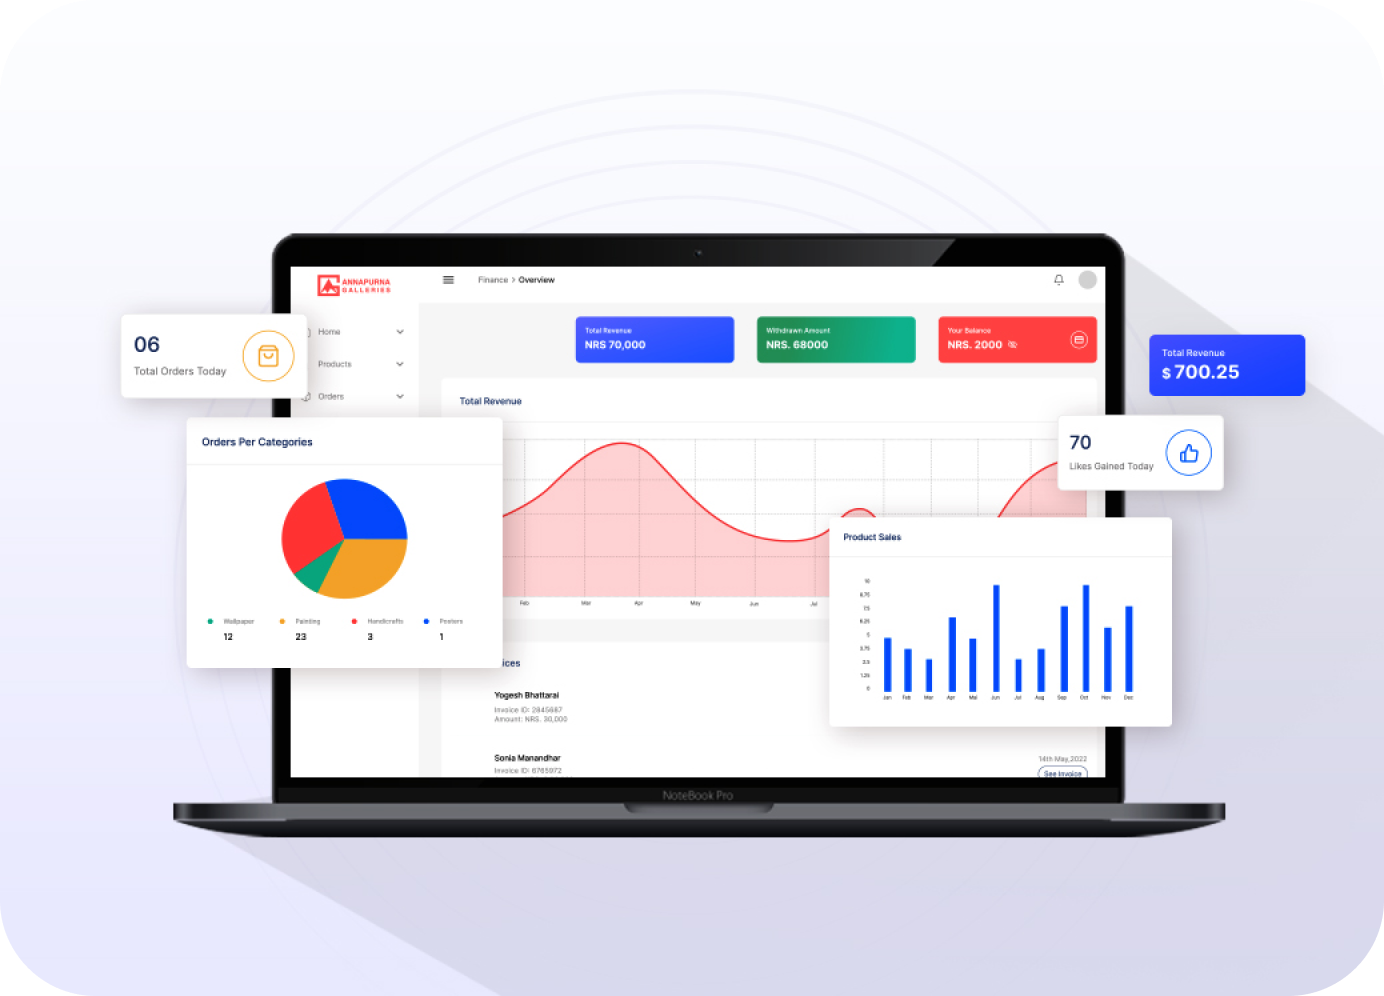 ANNAPURNA
GALLERIES
Finance > Overview
Home
Products
Orders
Total Revenue
NRS 70,000
Withdrawn Amount
NRS. 68000
Your Balance
NRS. 2000
06
Total Orders Today
Total Revenue
$ 700.25
70
Likes Gained Today
Total Revenue
Feb Mar Apr May Jun Jul
Orders Per Categories
Wallpaper Painting Handicrafts Posters
12 23 3 1
Product Sales
10
8.75
7.5
6.25
5
3.75
2.5
1.25
0
Jan Feb Mar Apr Mai Jun Jul Aug Sep Oct Nov Dec
ices
Yogesh Bhattarai
Invoice ID: 2845687
Amount: NRS. 30,000
Sonia Manandhar
Invoice ID: 6765972
14th May,2022
See Invoice
NoteBook Pro